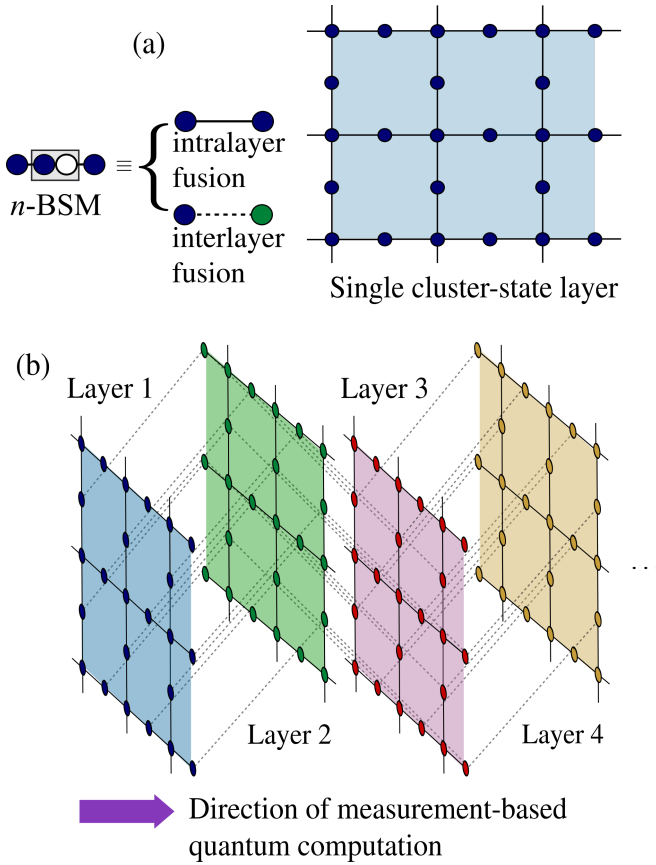 (a)
n-BSM
≡
intralayer
fusion
interlayer
fusion
Single cluster-state layer
(b)
Layer 1
Layer 3
Layer 2
Layer 4
..
Direction of measurement-based
quantum computation